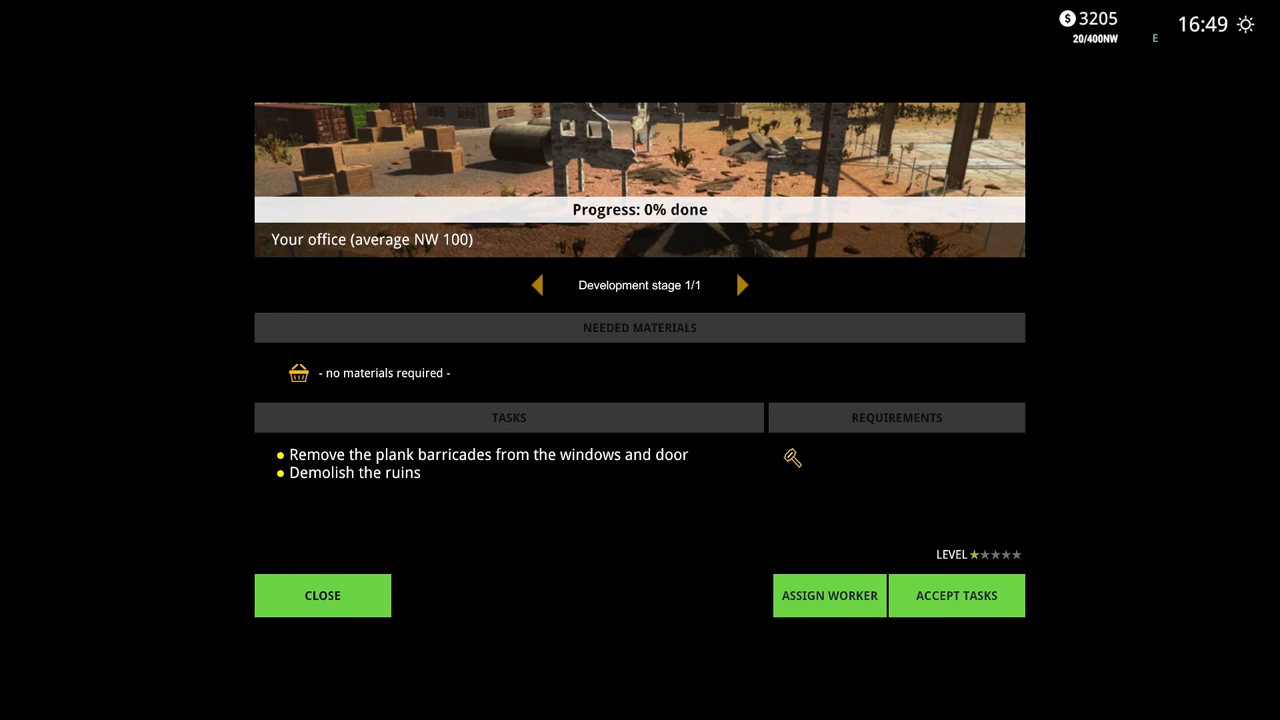 $ 3205
20/400NW
E
16:49
Progress: 0% done
Your office (average NW 100)
Development stage 1/1
NEEDED MATERIALS
- no materials required -
TASKS
REQUIREMENTS
Remove the plank barricades from the windows and door
Demolish the ruins
LEVEL
CLOSE
ASSIGN WORKER
ACCEPT TASKS